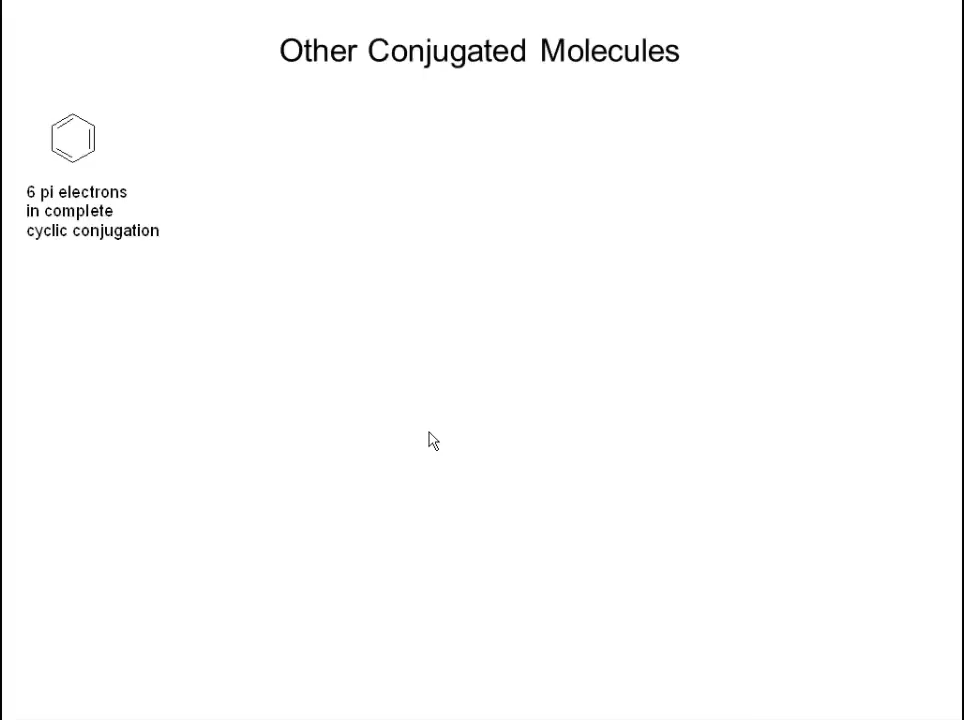 Other Conjugated Molecules
6 pi electrons
in complete
cyclic conjugation